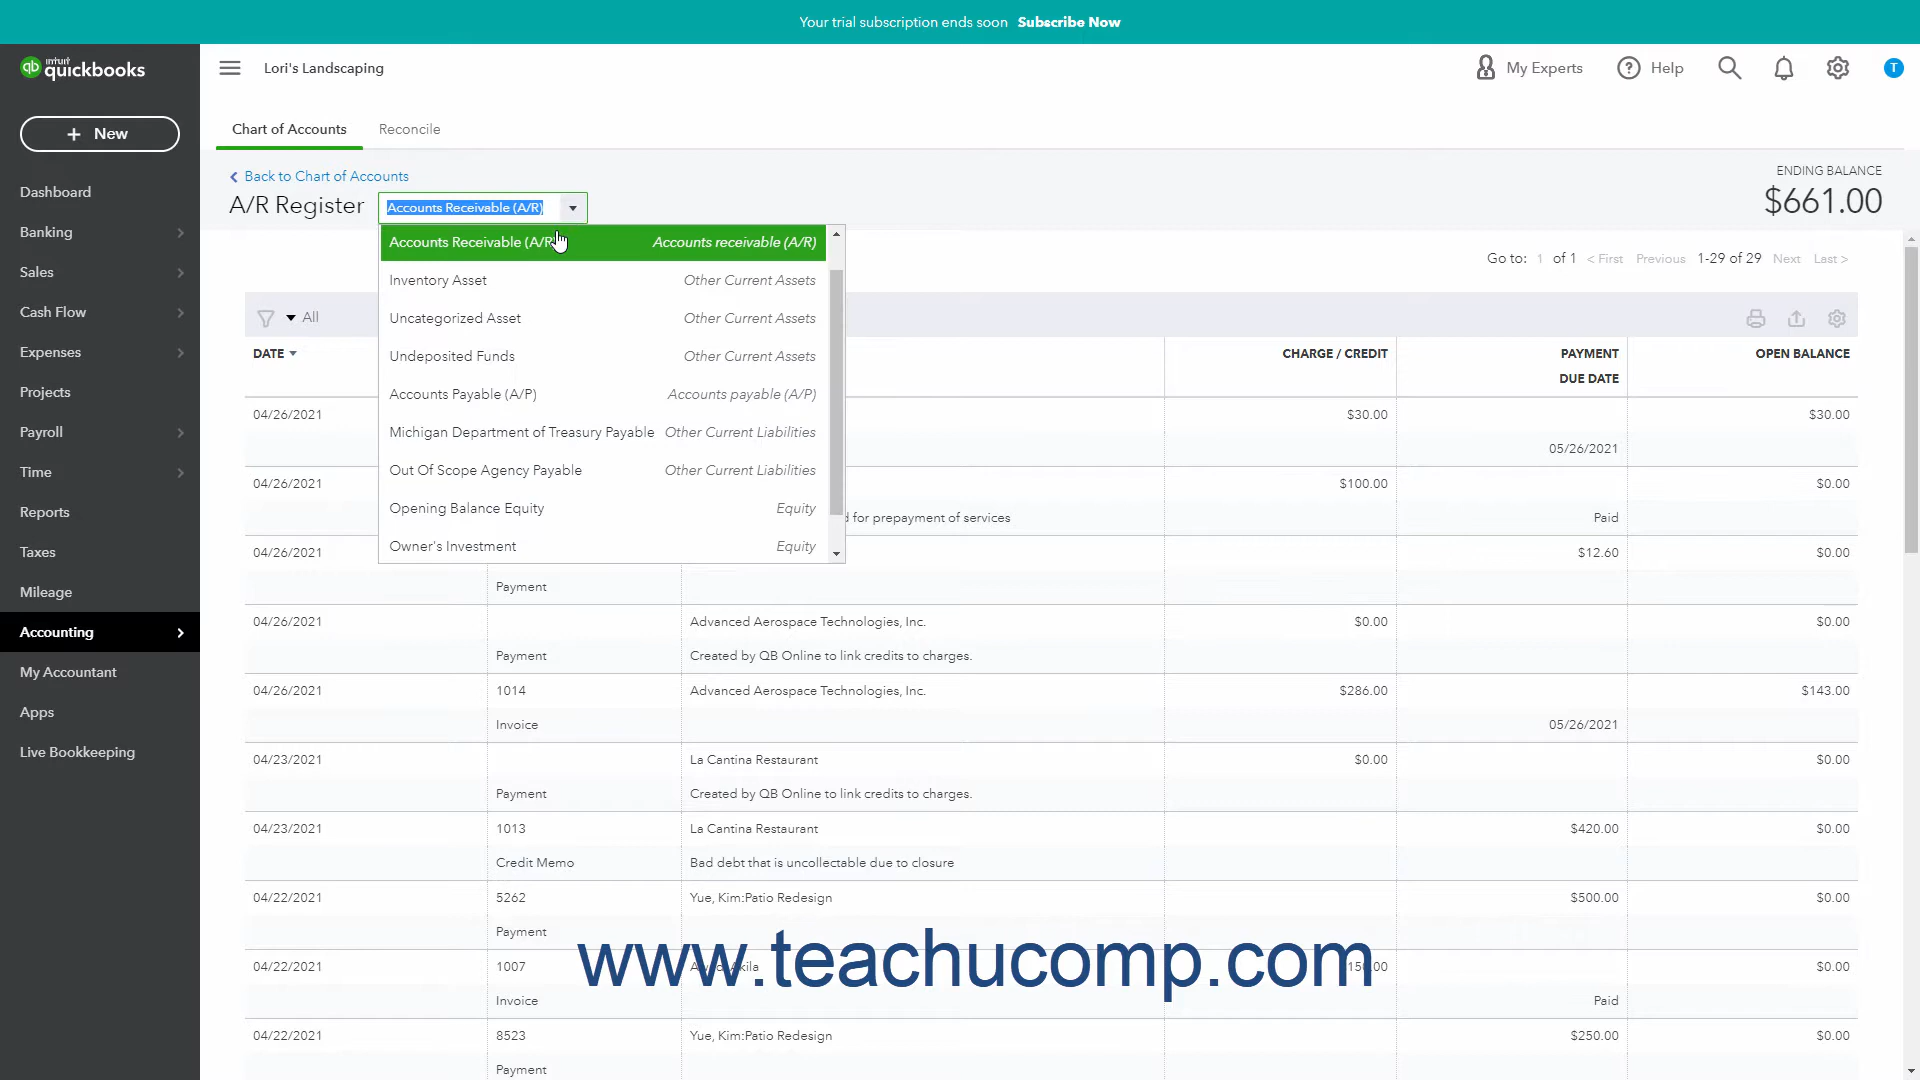 Your trial subscription ends soon Subscribe Now
intuit
quickbooks
Lori's Landscaping
My Experts
Help
T
+ New
Dashboard
Banking
Sales
Cash Flow
Expenses
Projects
Payroll
Time
Reports
Taxes
Mileage
Accounting
My Accountant
Apps
Live Bookkeeping
Chart of Accounts Reconcile
< Back to Chart of Accounts
A/R Register Accounts Receivable (A/R)
ENDING BALANCE
$661.00
Accounts Receivable (A/R) Accounts receivable (A/R)
Inventory Asset Other Current Assets
Uncategorized Asset Other Current Assets
Undeposited Funds Other Current Assets
Accounts Payable (A/P) Accounts payable (A/P)
Michigan Department of Treasury Payable Other Current Liabilities
Out Of Scope Agency Payable Other Current Liabilities
Opening Balance Equity Equity
Owner's Investment Equity
Go to: 1 of 1 < First Previous 1-29 of 29 Next Last >
All
DATE CHARGE / CREDIT PAYMENT OPEN BALANCE
DUE DATE
04/26/2021 $30.00 $30.00
05/26/2021
04/26/2021 $100.00 $0.00
for prepayment of services Paid
04/26/2021 $12.60 $0.00
Payment
04/26/2021 Advanced Aerospace Technologies, Inc. $0.00 $0.00
Payment Created by QB Online to link credits to charges.
04/26/2021 1014 Advanced Aerospace Technologies, Inc. $286.00 $143.00
Invoice 05/26/2021
04/23/2021 La Cantina Restaurant $0.00 $0.00
Payment Created by QB Online to link credits to charges.
04/23/2021 1013 La Cantina Restaurant $420.00 $0.00
Credit Memo Bad debt that is uncollectable due to closure
04/22/2021 5262 Yue, Kim:Patio Redesign $500.00 $0.00
Payment
04/22/2021 1007 $0.00
Invoice Paid
04/22/2021 8523 Yue, Kim:Patio Redesign $250.00 $0.00
Payment
www.teachucomp.com